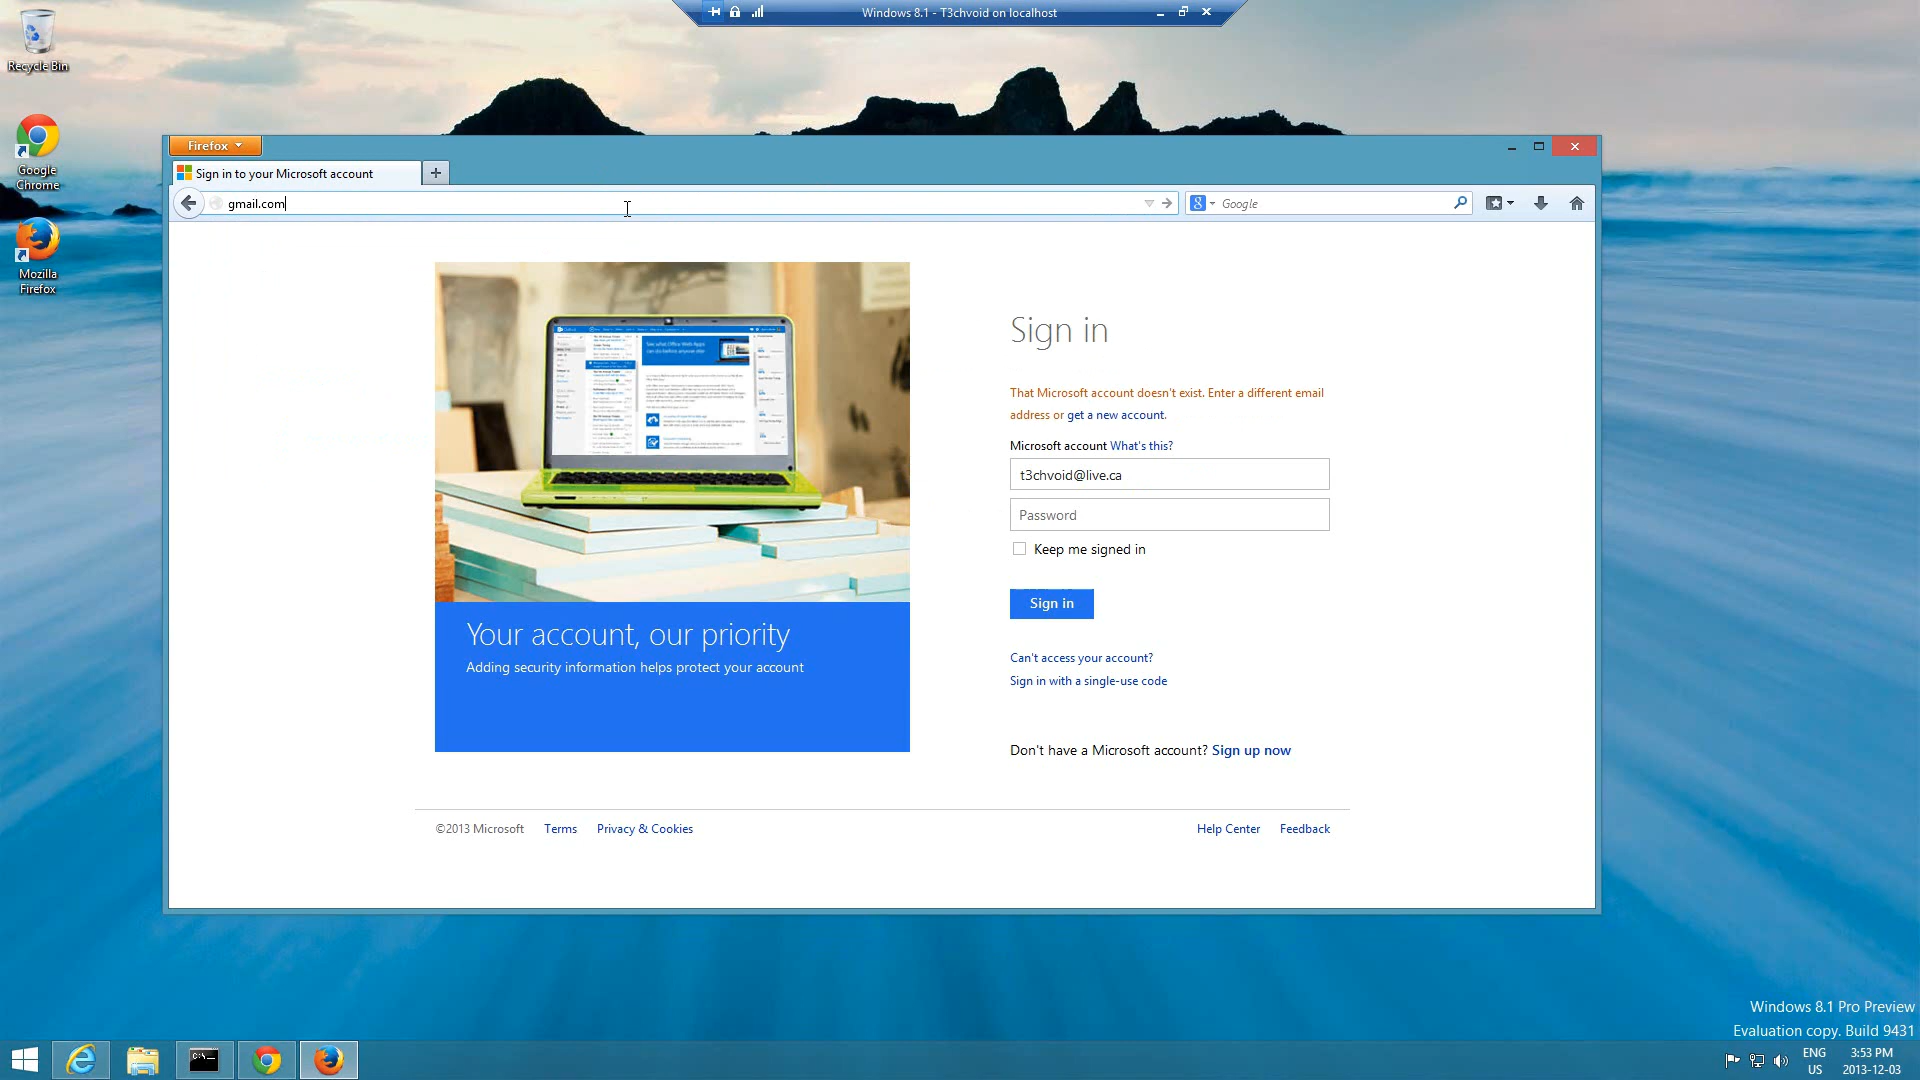 Windows 8.1 - T3chvoid on localhost
Recycle Bin
Google
Chrome
Mozilla
Firefox
Firefox
Sign in to your Microsoft account
gmail.com
Google
Sign in
That Microsoft account doesn't exist. Enter a different email
address or get a new account.
Microsoft account What's this?
t3chvoid@live.ca
Password
Keep me signed in
Sign in
Can't access your account?
Sign in with a single-use code
Don't have a Microsoft account? Sign up now
Your account, our priority
Adding security information helps protect your account
©2013 Microsoft Terms Privacy & Cookies Help Center Feedback
Windows 8.1 Pro Preview
Evaluation copy. Build 9431
ENG
US
3:53 PM
2013-12-03